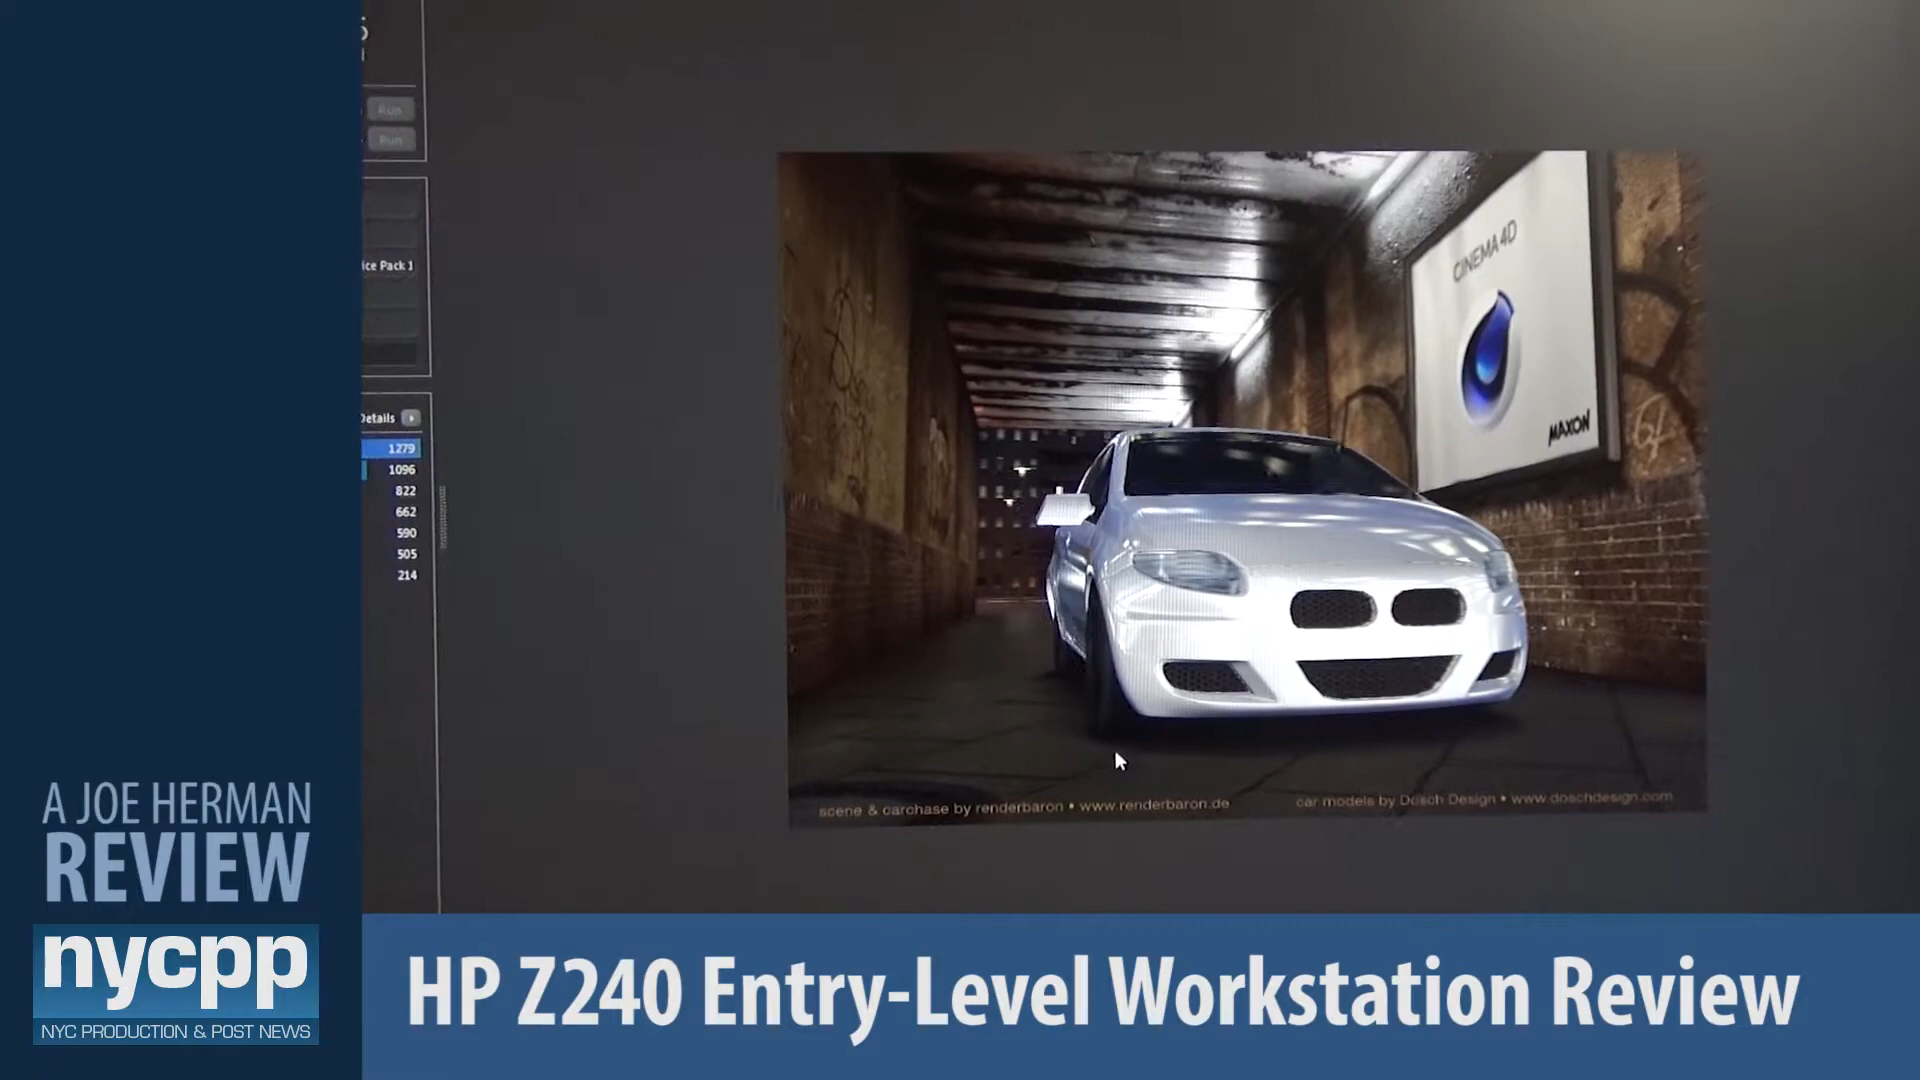 Run
Run
ice Pack 1
Details
1279
1096
822
662
590
505
214
CINEMA 4D
MAXON
scene & carchase by renderbaron • www.renderbaron.de
car models by Dosch Design • www.doschdesign.com
A JOE HERMAN
REVIEW
nycpp
NYC PRODUCTION & POST NEWS
HP Z240 Entry-Level Workstation Review